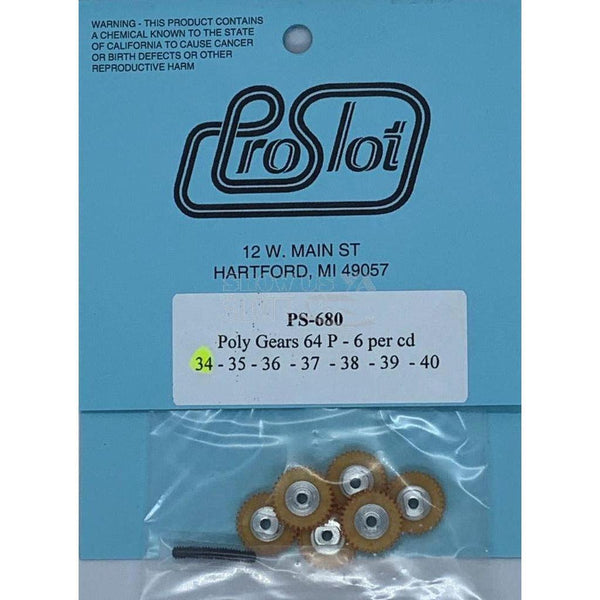 WARNING - THIS PRODUCT CONTAINS
A CHEMICAL KNOWN TO THE STATE
OF CALIFORNIA TO CAUSE CANCER
OR BIRTH DEFECTS OR OTHER
REPRODUCTIVE HARM
ProSlot
12 W. MAIN ST
HARTFORD, MI 49057
PS-680
Poly Gears 64 P - 6 per cd
34 - 35 - 36 - 37 - 38 - 39 - 40